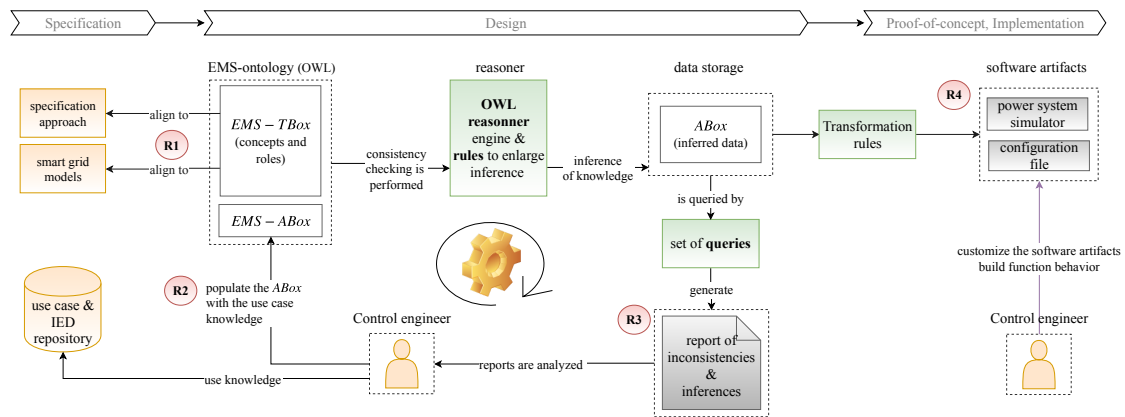 Specification
Design
Proof-of-concept, Implementation
EMS-ontology (OWL)
reasoner
data storage
software artifacts
specification
approach
align to
R1
smart grid
models
align to
EMS − TBox
(concepts and
roles)
EMS − ABox
consistency
checking is
performed
OWL
reasonner
engine &
rules to enlarge
inference
inference
of knowledge
ABox
(inferred data)
Transformation
rules
R4
power system
simulator
configuration
file
is queried by
set of queries
generate
R3
report of
inconsistencies
&
inferences
customize the software artifacts
build function behavior
Control engineer
R2
populate the ABox
with the use case
knowledge
Control engineer
reports are analyzed
use knowledge
use case &
IED
repository